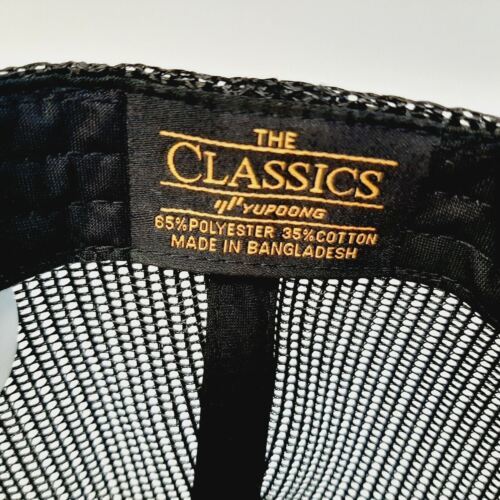 THE
CLASSICS
YUPOONG
65%POLYESTER 35%COTTON
MADE IN BANGLADESH